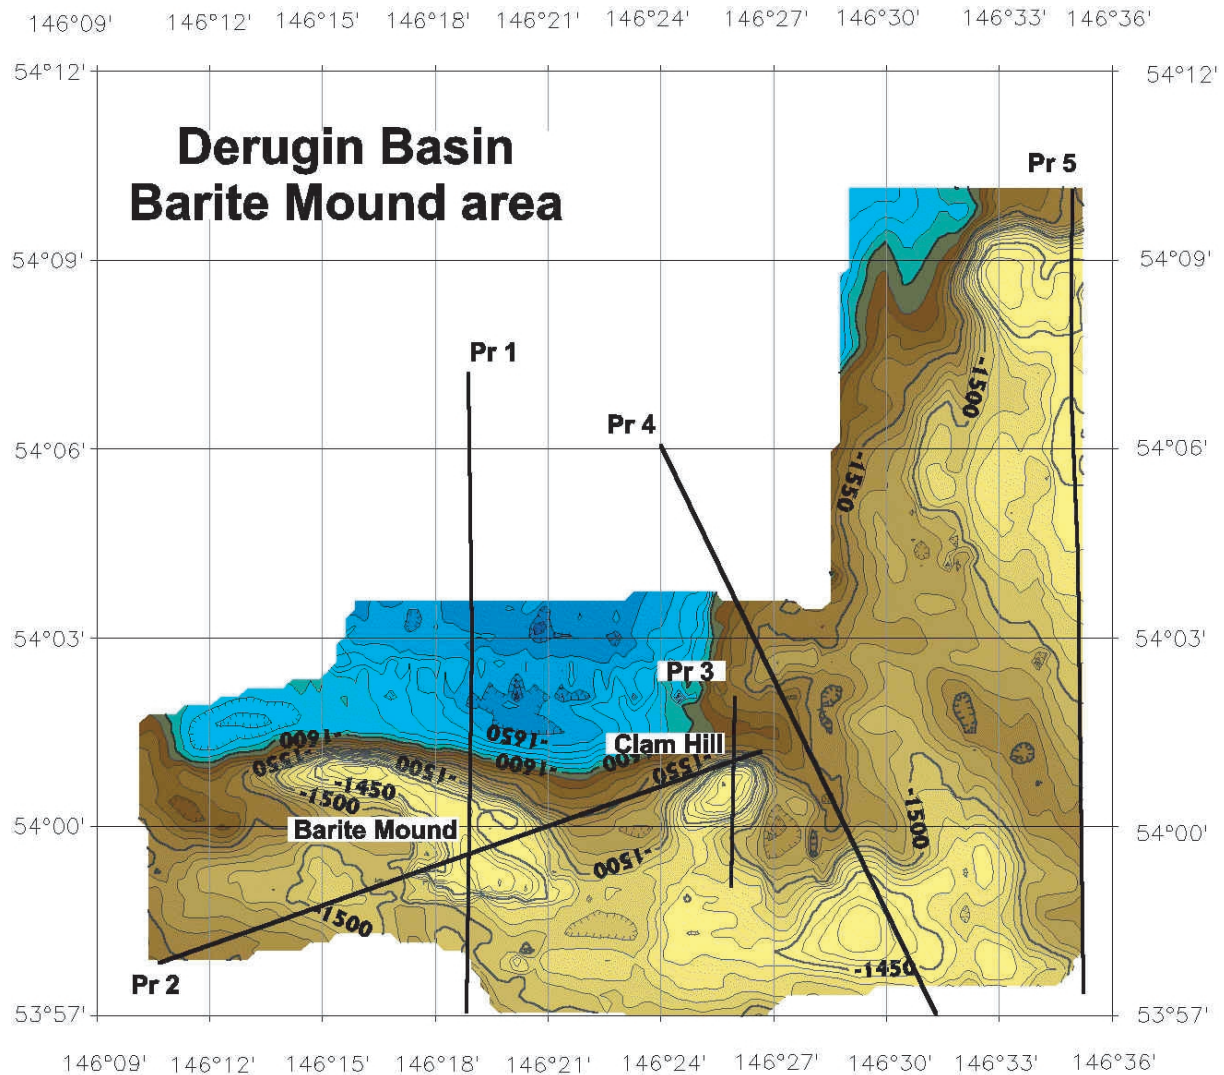 146°09' 146°12' 146°18' 146°21' 146°24' 146°27' 146°30' 146°33' 146°36'
54°12' 54°12'
Derugin Basin
Barite Mound area
Pr 5
54°09' 54°09'
Pr 1
-1500
Pr 4
54°06' 54°06'
-1550
54°03' 54°03'
Pr 3
-1600 -1650
Clam Hill
-1550 -1500 -1600 -1550
-1450
-1500
-1500
Barite Mound
54°00' 54°00'
-1500
-1500
-1450
Pr 2
53°57' 53°57'
146°09' 146°12' 146°15' 146°18' 146°21' 146°24' 146°27' 146°30' 146°33' 146°36'